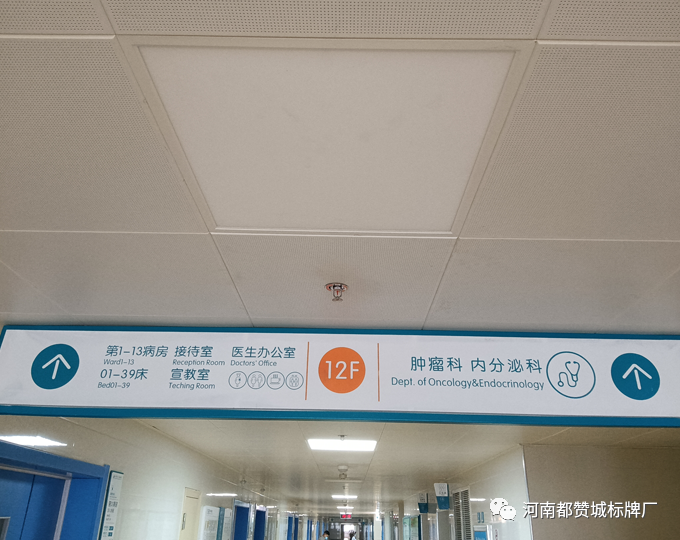 第1-13病房 接待室 医生办公室
Ward1-13 Reception Room Doctors' Office
01-39床 宣教室
Bed01-39 Teching Room
12F
肿瘤科 内分泌科
Dept. of Oncology&Endocrinology
河南都赞城标牌厂